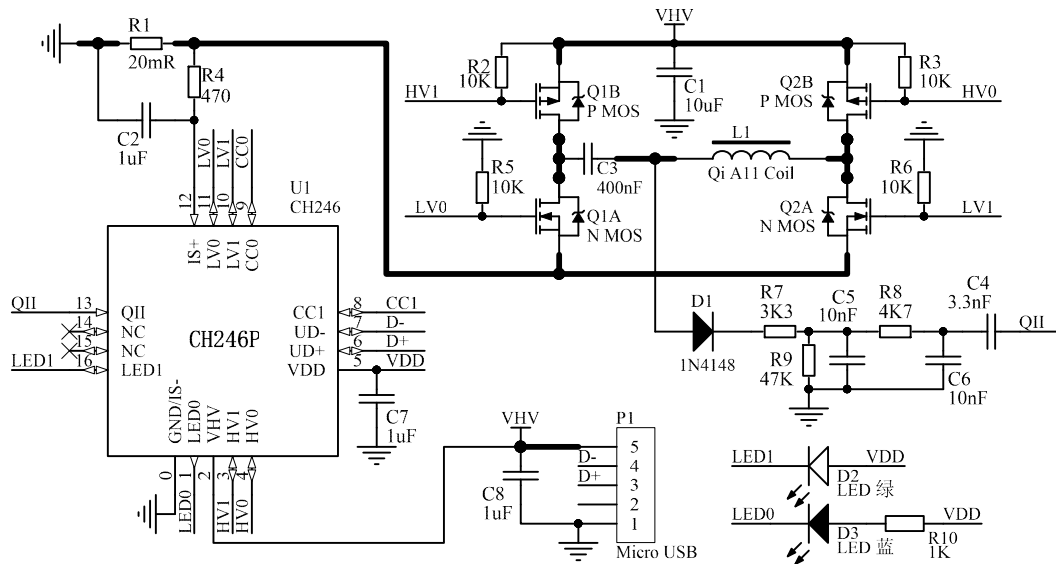 R1
20mR
R4
470
C2
1uF
LV0
LV1
CC0
12
11
10
9
U1
CH246
IS+
LV0
LV1
CC0
QII
13
QII
14
NC
15
NC
LED1
16
LED1
CH246P
CC1
8
CC1
UD-
7
D-
UD+
6
D+
VDD
5
VDD
GND/IS-
LED0
VHV
HV1
HV0
0
1
2
3
4
LED0
HV1
HV0
C7
1uF
VHV
R2
10K
HV1
Q1B
P MOS
C1
10uF
Q2B
P MOS
R3
10K
HV0
R5
10K
LV0
C3
400nF
L1
Qi A11 Coil
Q1A
N MOS
Q2A
N MOS
R6
10K
LV1
D1
1N4148
R7
3K3
C5
10nF
R8
4K7
C4
3.3nF
QII
R9
47K
C6
10nF
VHV
P1
5
D-
4
D+
3
2
1
C8
1uF
Micro USB
LED1
VDD
D2
LED 绿
LED0
VDD
D3
LED 蓝
R10
1K